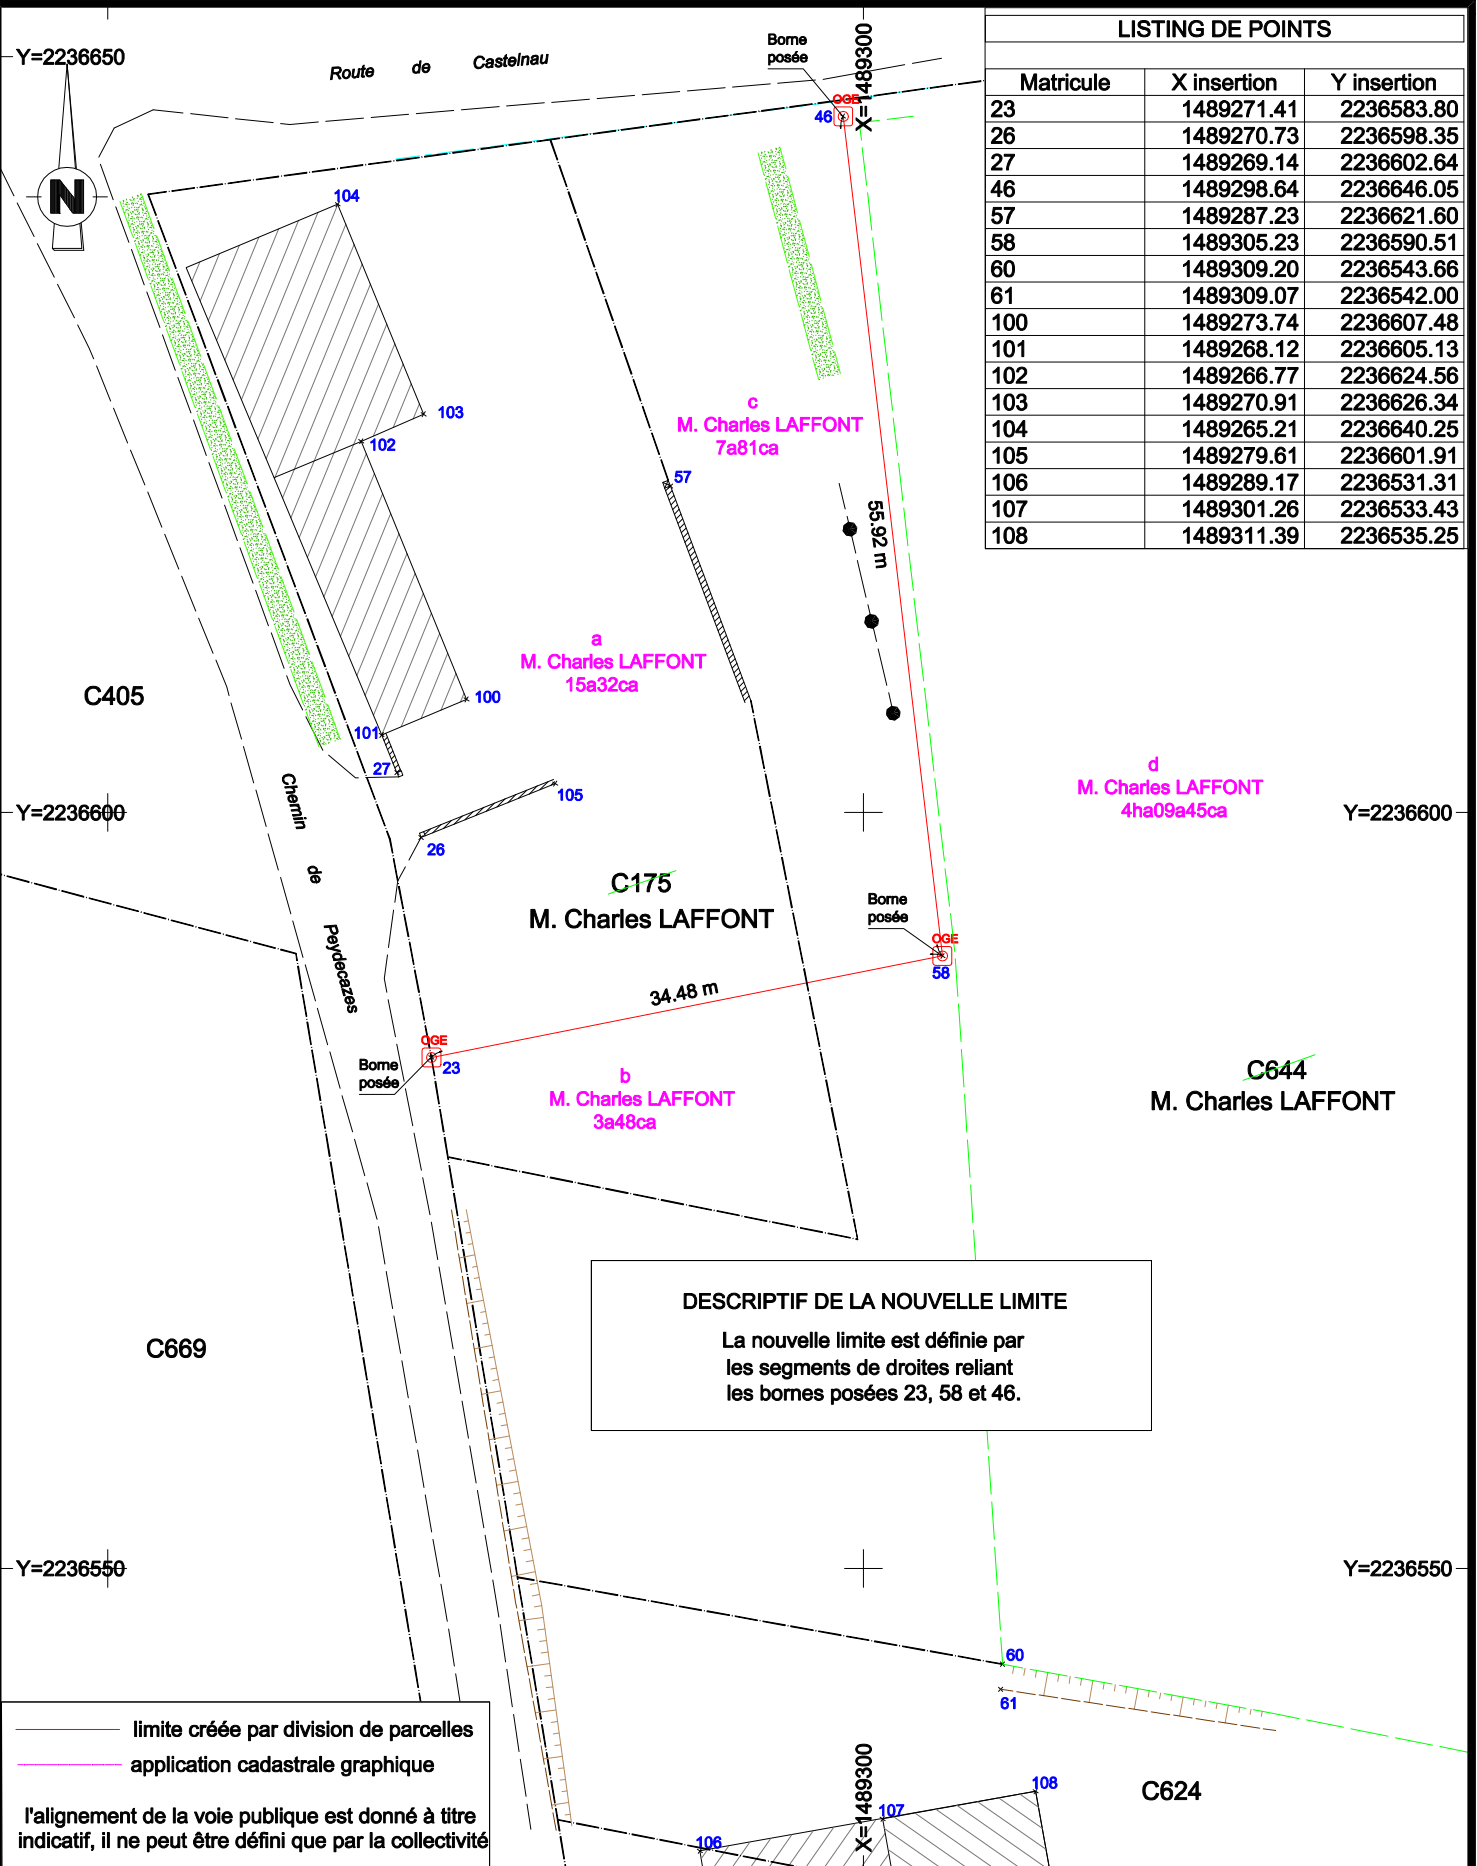 LISTING DE POINTS
Matricule X insertion Y insertion
23 1489271.41 2236583.80
26 1489270.73 2236598.35
27 1489269.14 2236602.64
46 1489298.64 2236646.05
57 1489287.23 2236621.60
58 1489305.23 2236590.51
60 1489309.20 2236543.66
61 1489309.07 2236542.00
100 1489273.74 2236607.48
101 1489268.12 2236605.13
102 1489266.77 2236624.56
103 1489270.91 2236626.34
104 1489265.21 2236640.25
105 1489279.61 2236601.91
106 1489289.17 2236531.31
107 1489301.26 2236533.43
108 1489311.39 2236535.25
Y=2236650
Route de Castelnau
Borne
posée
X=1489300
OGE
46
N
104
103
102
57
c
M. Charles LAFFONT
7a81ca
55.92 m
a
M. Charles LAFFONT
15a32ca
C405
100
101
27
105
26
Y=2236600
Chemin de Peydecazes
d
M. Charles LAFFONT
4ha09a45ca
Y=2236600
C175
M. Charles LAFFONT
Borne
posée
OGE
58
34.48 m
OGE
23
Borne
posée
b
M. Charles LAFFONT
3a48ca
C644
M. Charles LAFFONT
DESCRIPTIF DE LA NOUVELLE LIMITE
La nouvelle limite est définie par
les segments de droites reliant
les bornes posées 23, 58 et 46.
C669
Y=2236550
Y=2236550
60
61
limite créée par division de parcelles
application cadastrale graphique
l'alignement de la voie publique est donné à titre
indicatif, il ne peut être défini que par la collectivité
X=1489300
106
107
108
C624